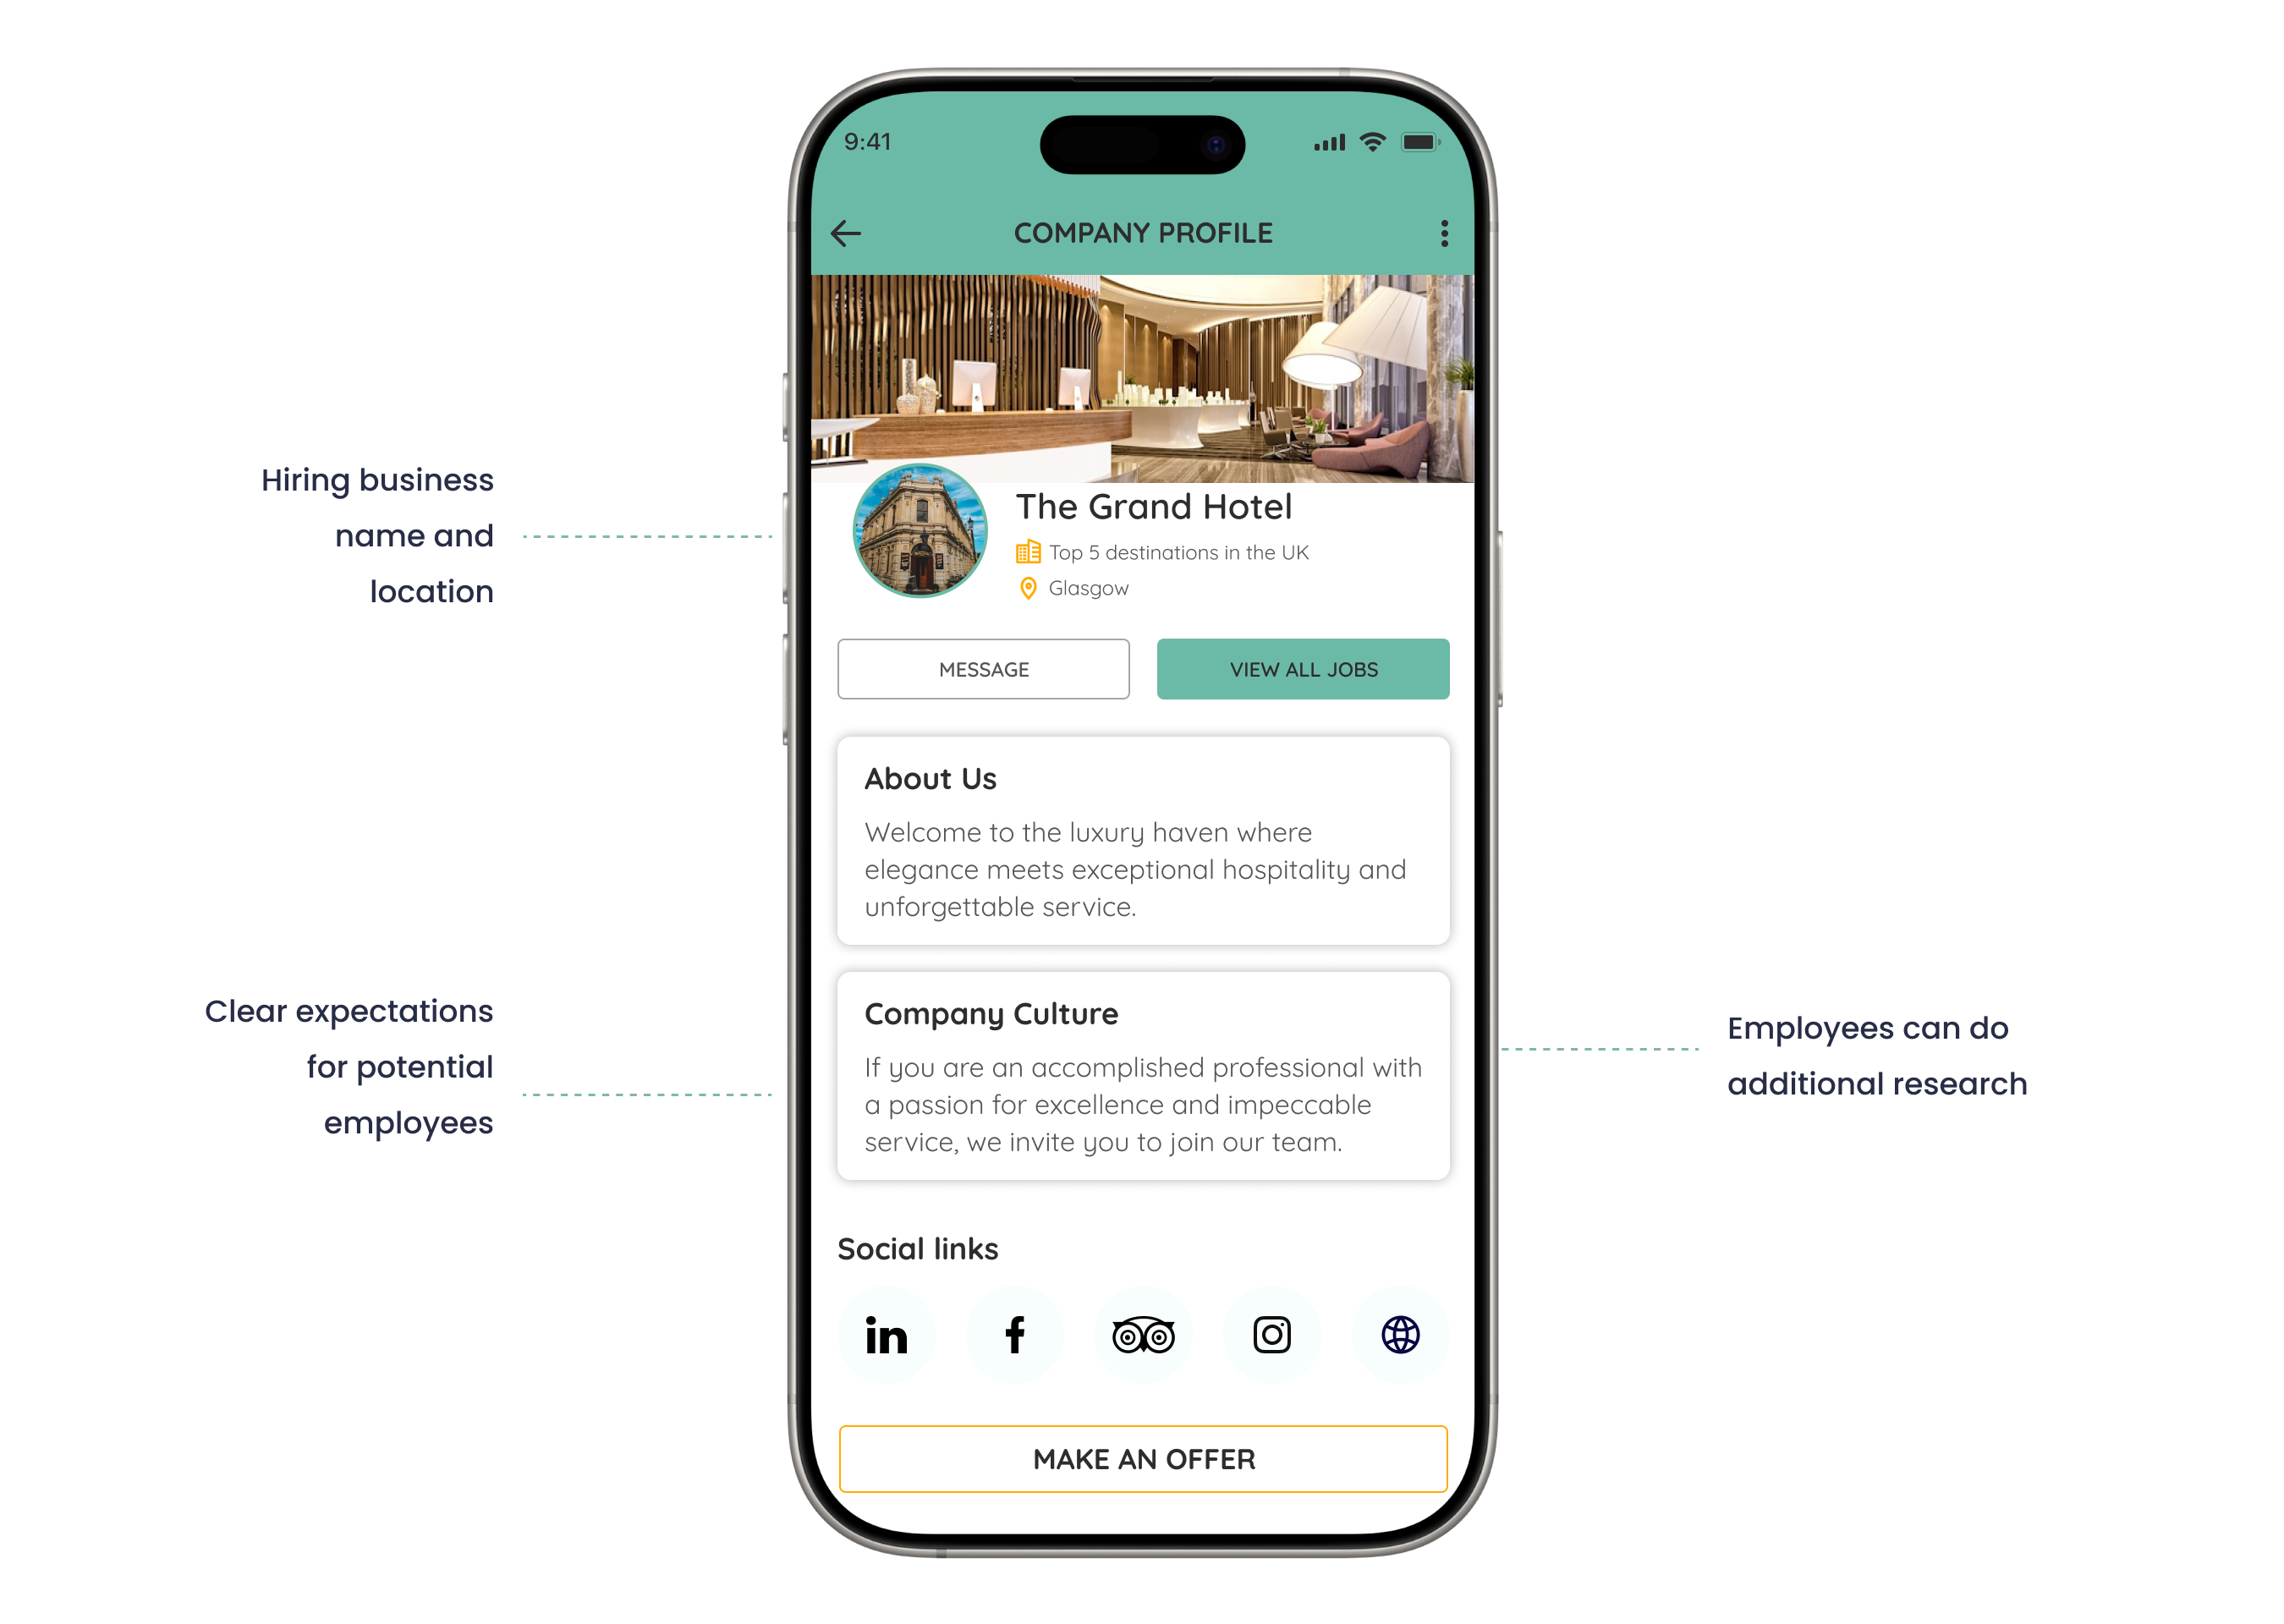 9:41
COMPANY PROFILE
Hiring business
name and
location
The Grand Hotel
Top 5 destinations in the UK
Glasgow
MESSAGE
VIEW ALL JOBS
About Us
Welcome to the luxury haven where
elegance meets exceptional hospitality and
unforgettable service.
Clear expectations
for potential
employees
Company Culture
If you are an accomplished professional with
a passion for excellence and impeccable
service, we invite you to join our team.
Employees can do
additional research
Social links
in
f
MAKE AN OFFER